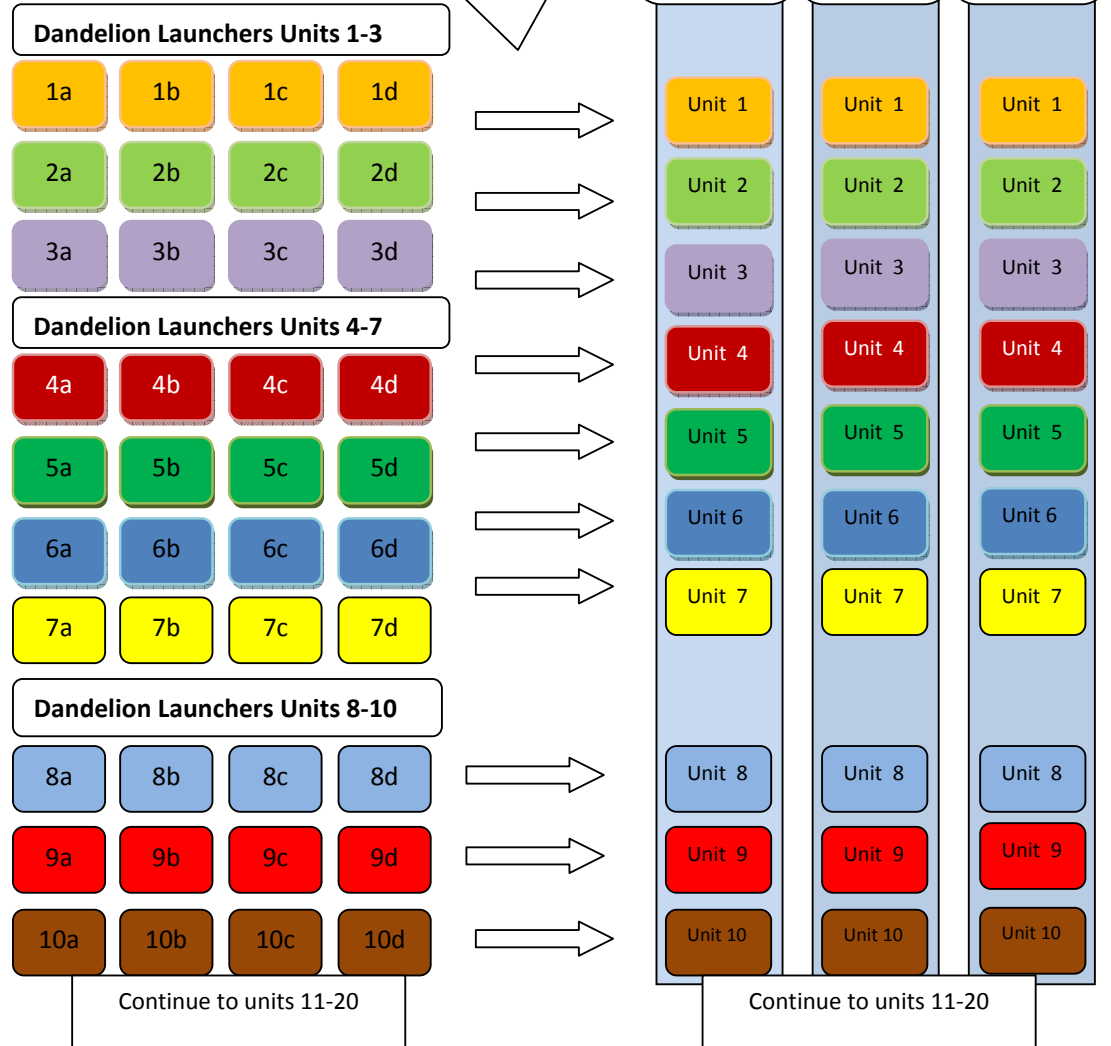 Dandelion Launchers Units 1-3
1a 1b 1c 1d Unit 1 Unit 1 Unit 1
2a 2b 2c 2d Unit 2 Unit 2 Unit 2
3a 3b 3c 3d Unit 3 Unit 3 Unit 3
Dandelion Launchers Units 4-7
4a 4b 4c 4d Unit 4 Unit 4 Unit 4
5a 5b 5c 5d Unit 5 Unit 5 Unit 5
6a 6b 6c 6d Unit 6 Unit 6 Unit 6
7a 7b 7c 7d Unit 7 Unit 7 Unit 7
Dandelion Launchers Units 8-10
8a 8b 8c 8d Unit 8 Unit 8 Unit 8
9a 9b 9c 9d Unit 9 Unit 9 Unit 9
10a 10b 10c 10d Unit 10 Unit 10 Unit 10
Continue to units 11-20 Continue to units 11-20